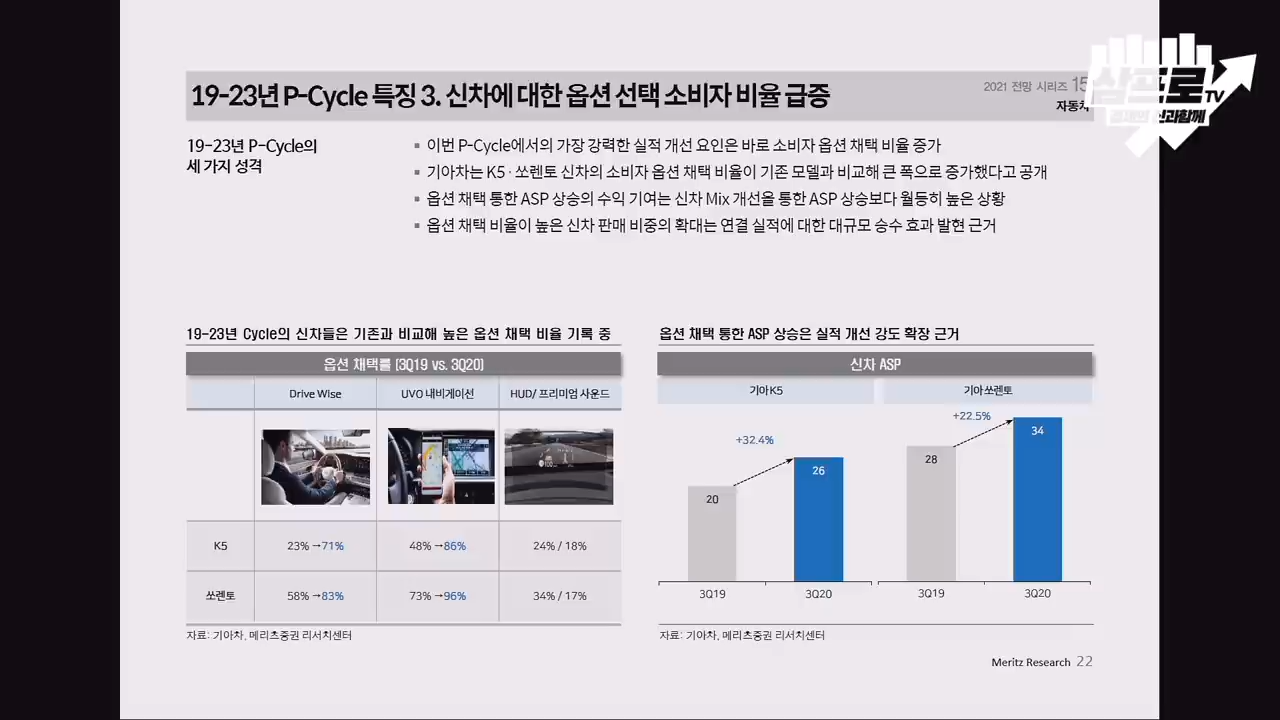 19-23년 P-Cycle 특징 3. 신차에 대한 옵션 선택 소비자 비율 급증
2021 전망 시리즈 15
자동차
삼프로TV
경제의 신과함께
19-23년 P-Cycle의
세 가지 성격
▪ 이번 P-Cycle에서의 가장 강력한 실적 개선 요인은 바로 소비자 옵션 채택 비율 증가
▪ 기아차는 K5·쏘렌토 신차의 소비자 옵션 채택 비율이 기존 모델과 비교해 큰 폭으로 증가했다고 공개
▪ 옵션 채택 통한 ASP 상승의 수익 기여는 신차 Mix 개선을 통한 ASP 상승보다 월등히 높은 상황
▪ 옵션 채택 비율이 높은 신차 판매 비중의 확대는 연결 실적에 대한 대규모 승수 효과 발현 근거
19-23년 Cycle의 신차들은 기존과 비교해 높은 옵션 채택 비율 기록 중
옵션 채택률 (3Q19 vs. 3Q20)
Drive Wise UVO 내비게이션 HUD/ 프리미엄 사운드
K5 23% →71% 48% →86% 24% / 18%
쏘렌토 58% →83% 73% →96% 34% / 17%
자료: 기아차, 메리츠증권 리서치센터
옵션 채택 통한 ASP 상승은 실적 개선 강도 확장 근거
신차 ASP
기아 K5 기아 쏘렌토
+32.4% +22.5%
20 26 28 34
3Q19 3Q20 3Q19 3Q20
자료: 기아차, 메리츠증권 리서치센터
Meritz Research 22